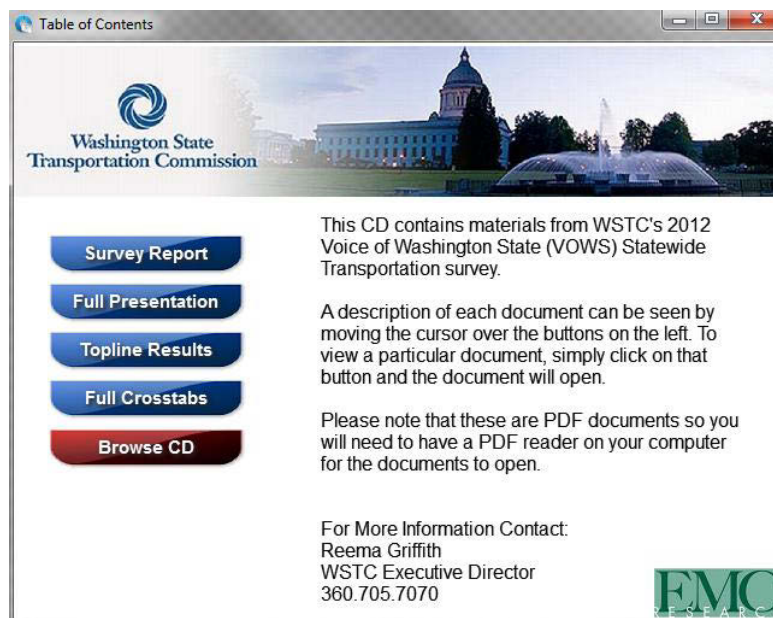 Table of Contents
Washington State
Transportation Commission
Survey Report
Full Presentation
Topline Results
Full Crosstabs
Browse CD
This CD contains materials from WSTC's 2012
Voice of Washington State (VOWS) Statewide
Transportation survey.
A description of each document can be seen by
moving the cursor over the buttons on the left. To
view a particular document, simply click on that
button and the document will open.
Please note that these are PDF documents so you
will need to have a PDF reader on your computer
for the documents to open.
For More Information Contact:
Reema Griffith
WSTC Executive Director
360.705.7070
EMC